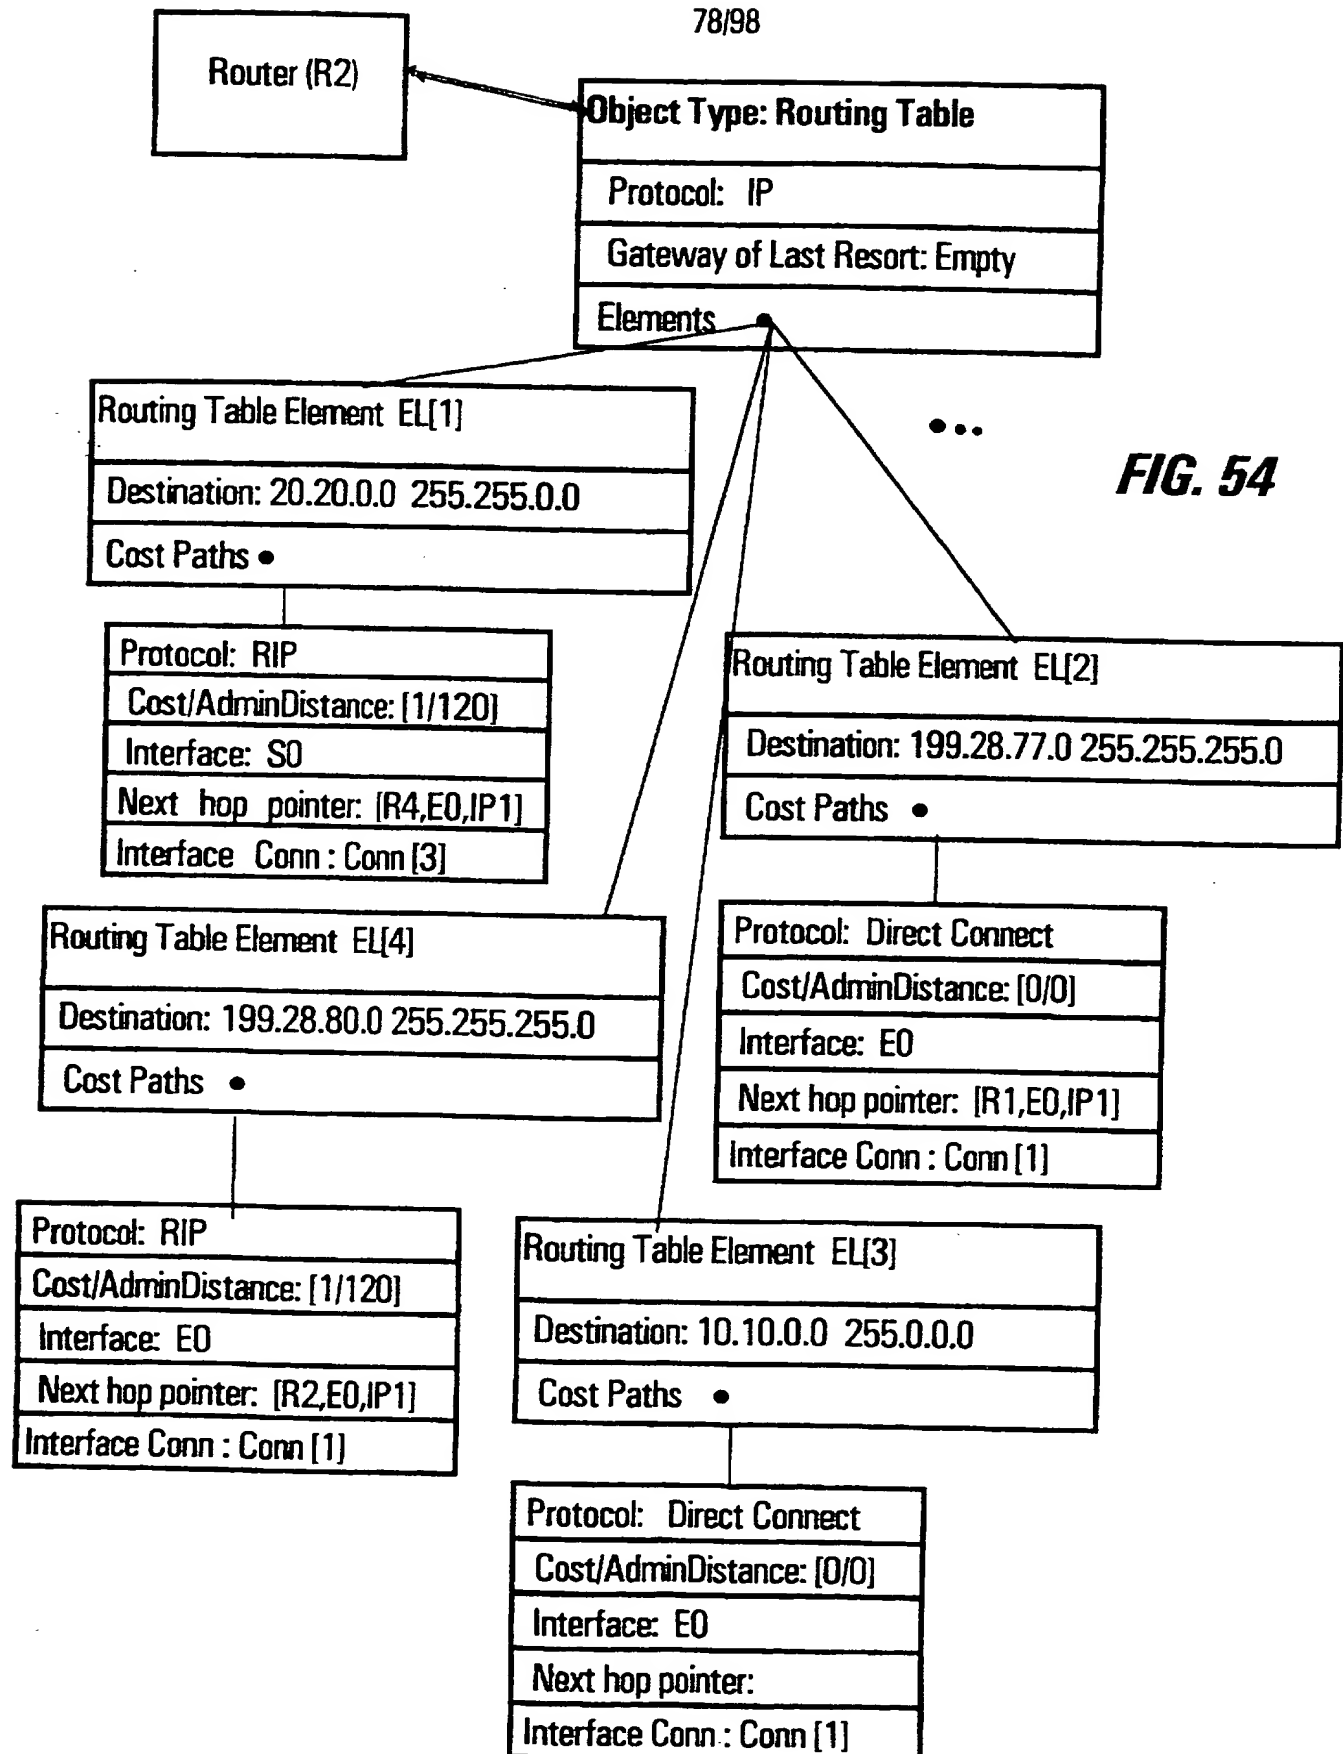 78/98
Router (R2)
Object Type: Routing Table
Protocol: IP
Gateway of Last Resort: Empty
Elements
Routing Table Element EL[1]
Destination: 20.20.0.0 255.255.0.0
Cost Paths
FIG. 54
Protocol: RIP
Cost/AdminDistance: [1/120]
Interface: S0
Next hop pointer: [R4,E0,IP1]
Interface Conn : Conn [3]
Routing Table Element EL[2]
Destination: 199.28.77.0 255.255.255.0
Cost Paths
Protocol: Direct Connect
Cost/AdminDistance: [0/0]
Interface: E0
Next hop pointer: [R1,E0,IP1]
Interface Conn : Conn [1]
Routing Table Element EL[4]
Destination: 199.28.80.0 255.255.255.0
Cost Paths
Protocol: RIP
Cost/AdminDistance: [1/120]
Interface: E0
Next hop pointer: [R2,E0,IP1]
Interface Conn : Conn [1]
Routing Table Element EL[3]
Destination: 10.10.0.0 255.0.0.0
Cost Paths
Protocol: Direct Connect
Cost/AdminDistance: [0/0]
Interface: E0
Next hop pointer:
Interface Conn : Conn [1]